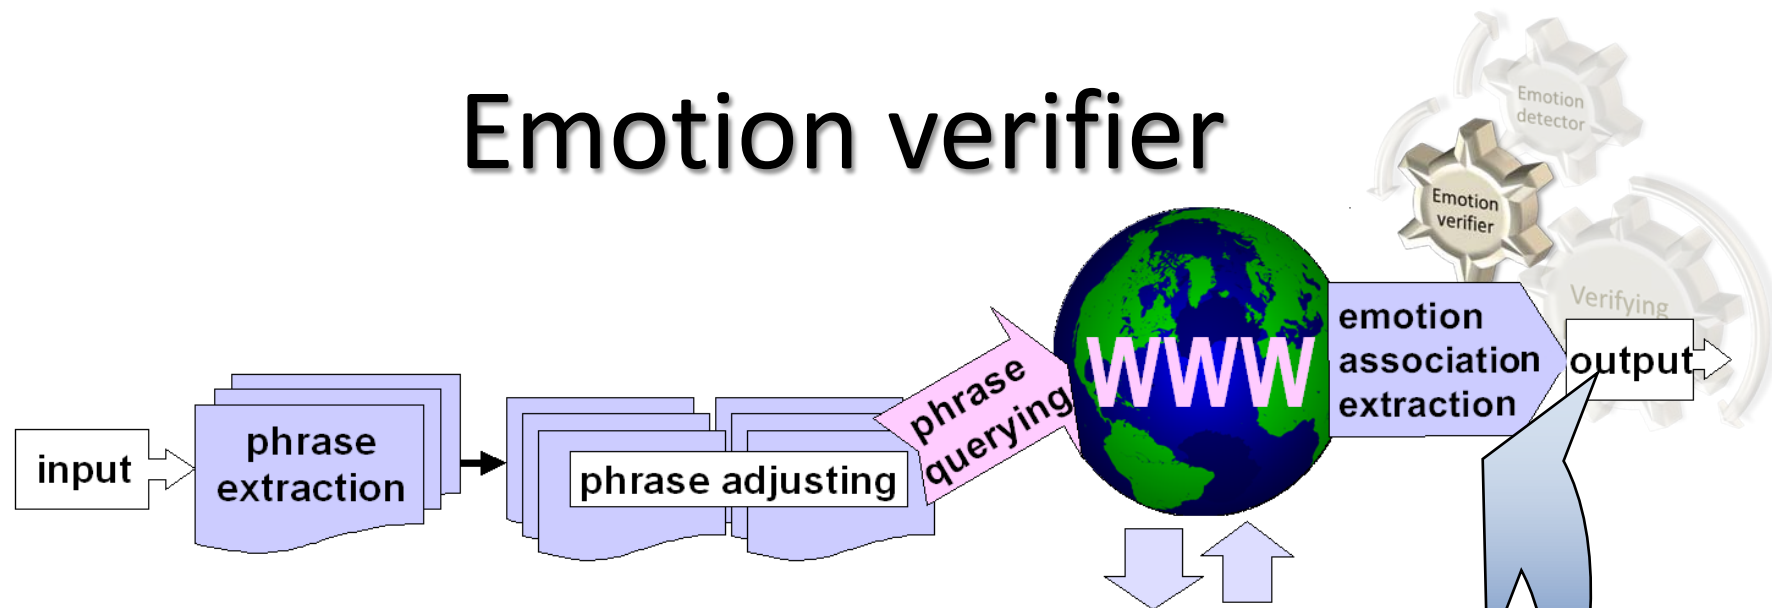 Emotion verifier
Emotion
detector
Emotion
verifier
Verifying
emotion
association
extraction
output
WWW
phrase
querying
phrase adjusting
phrase
extraction
input